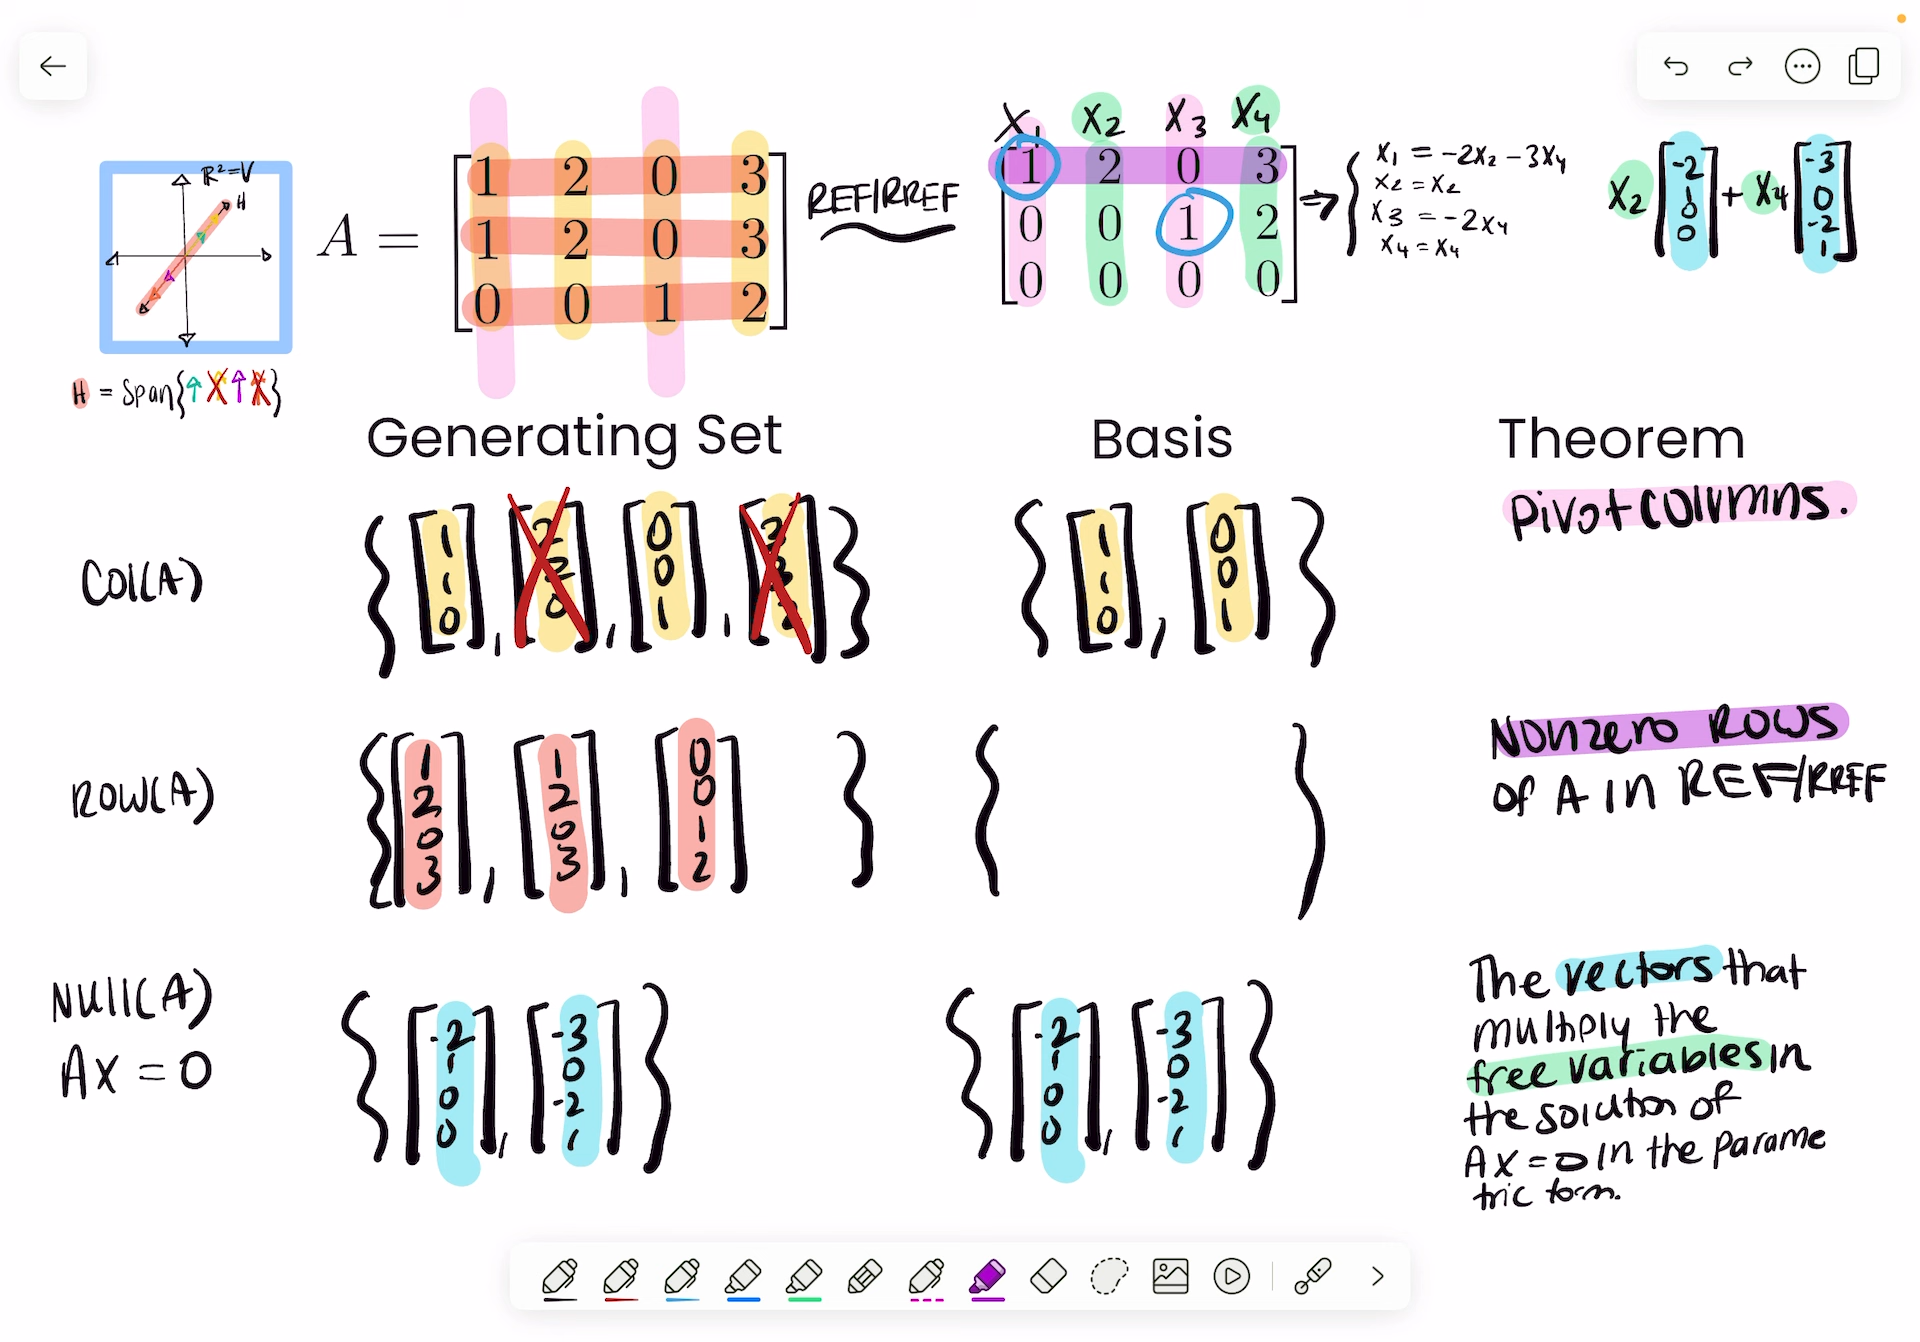 R²=V
H
H = Span{↑ X ↑ X}
A = [1 2 0 3
1 2 0 3
0 0 1 2]
REF/RREF
X₁ X₂ X₃ X₄
[1 2 0 3
0 0 1 2
0 0 0 0]
→ { X₁ = -2X₂ - 3X₄
X₂ = X₂
X₃ = -2X₄
X₄ = X₄
X₂ [-2 1 0 0] + X₄ [-3 0 -2 1]
Generating Set Basis Theorem
COl(A) {[1 1 0], [2 2 0], [0 0 1], [3 3 2]} {[1 1 0], [0 0 1]} Pivot COlumns.
ROW(A) {[1 2 0 3], [1 2 0 3], [0 0 1 2] } { } Nonzero ROWS
of A in REF/RREF
NUll(A)
AX = 0
{[-2 1 0 0], [-3 0 -2 1]} {[-2 1 0 0], [-3 0 -2 1]}
The vectors that
multiply the
free variables in
the solution of
AX = 0 in the parame
tric form.